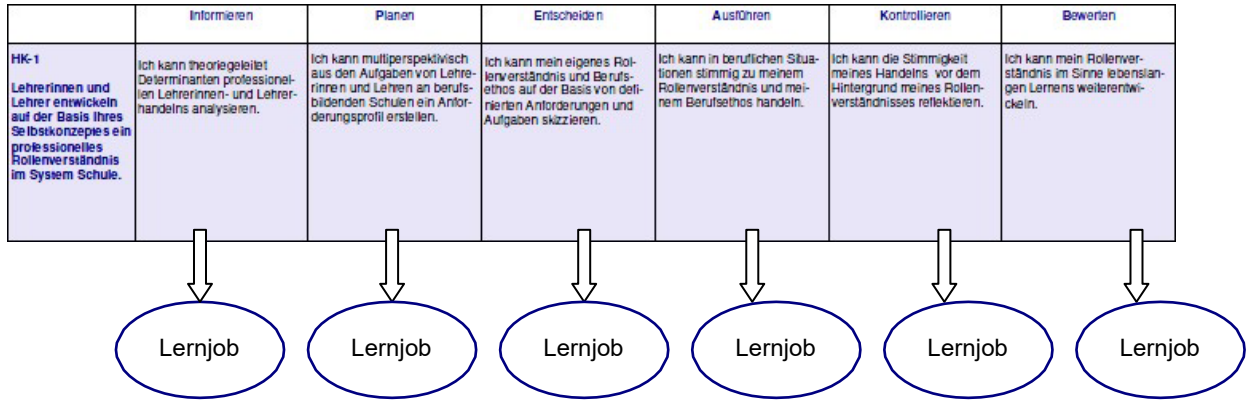 Informieren Planen Entscheiden Ausführen Kontrollieren Bewerten
HK-1
Lehrerinnen und
Lehrer entwickeln
auf der Basis ihres
Selbstkonzeptes ein
professionelles
Rollenverständnis
im System Schule.
Ich kann theoriegeleitet
Determinanten professionel-
len Lehrerinnen- und Lehrer-
handelns analysieren.
Ich kann multiperspektivisch
aus den Aufgaben von Lehre-
rinnen und Lehren an berufs-
bildenden Schulen ein Anfor-
derungsprofil erstellen.
Ich kann mein eigenes Rol-
lenverständnis und Berufs-
ethos auf der Basis von defi-
nierten Anforderungen und
Aufgaben skizzieren.
Ich kann in beruflichen Situa-
tionen stimmig zu meinem
Rollenverständnis und mei-
nem Berufsethos handeln.
Ich kann die Stimmigkeit
meines Handelns vor dem
Hintergrund meines Rollen-
verständnisses reflektieren.
Ich kann mein Rollenver-
ständnis im Sinne lebenslan-
gen Lernens weiterentwi-
ckeln.
Lernjob Lernjob Lernjob Lernjob Lernjob Lernjob